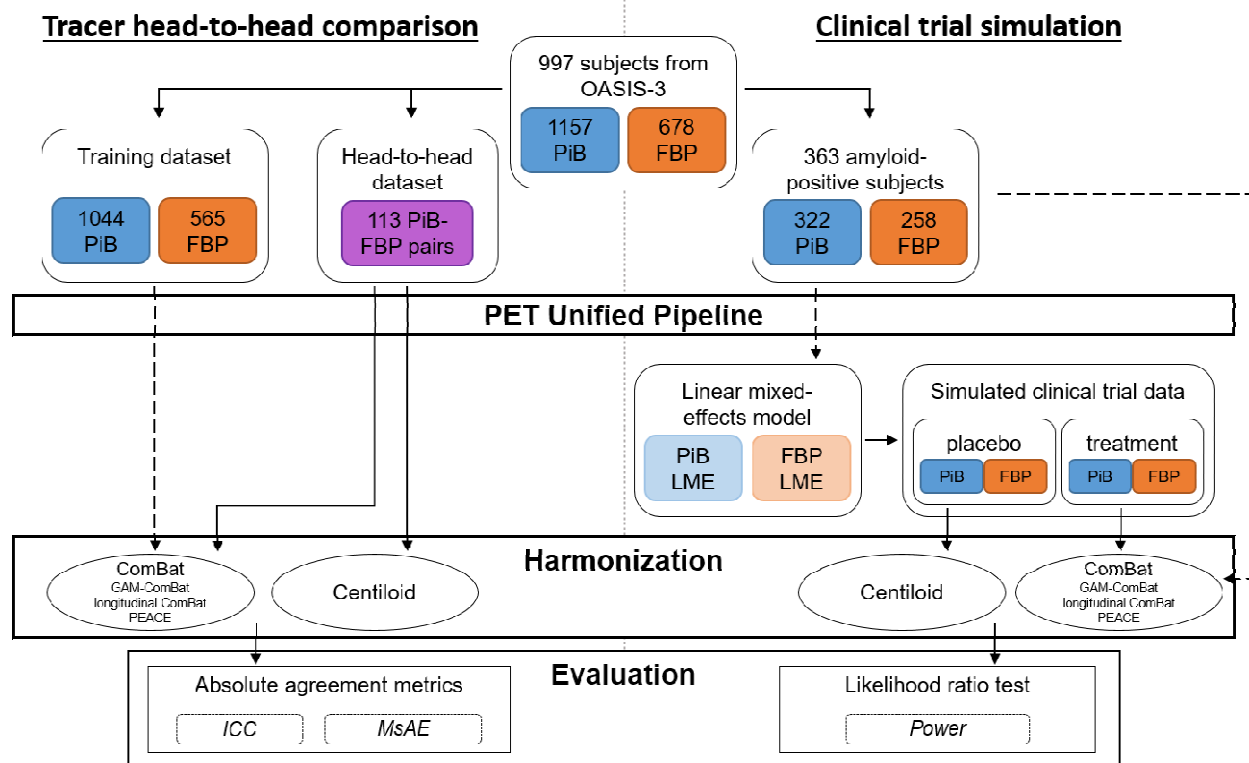 Tracer head-to-head comparison
Clinical trial simulation
997 subjects from
OASIS-3
1157
PiB
678
FBP
Training dataset
1044
PiB
565
FBP
Head-to-head
dataset
113 PiB-
FBP pairs
363 amyloid-
positive subjects
322
PiB
258
FBP
PET Unified Pipeline
Linear mixed-
effects model
PiB
LME
FBP
LME
Simulated clinical trial data
placebo
PiB
FBP
treatment
PiB
FBP
Harmonization
ComBat
GAM-ComBat
longitudinal ComBat
PEACE
Centiloid
Centiloid
ComBat
GAM-ComBat
longitudinal ComBat
PEACE
Evaluation
Absolute agreement metrics
ICC
MsAE
Likelihood ratio test
Power